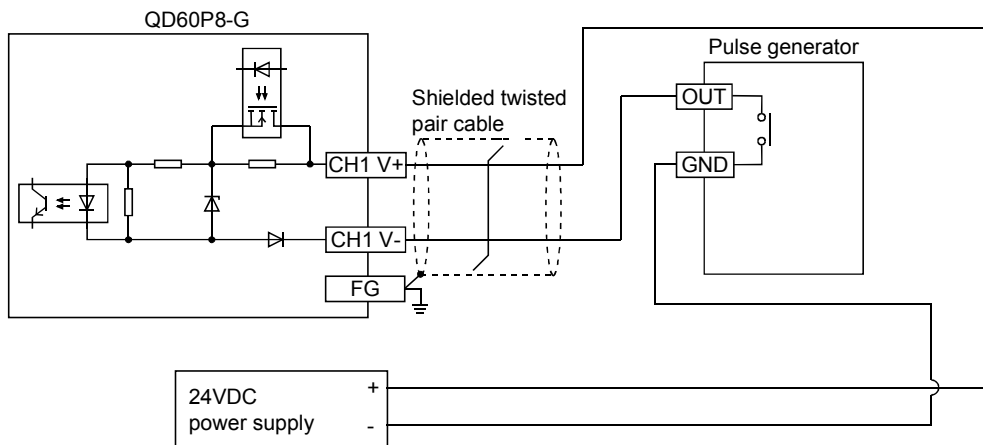 QD60P8-G
Pulse generator
Shielded twisted
pair cable
OUT
GND
CH1 V+
CH1 V-
FG
24VDC
power supply
+
-